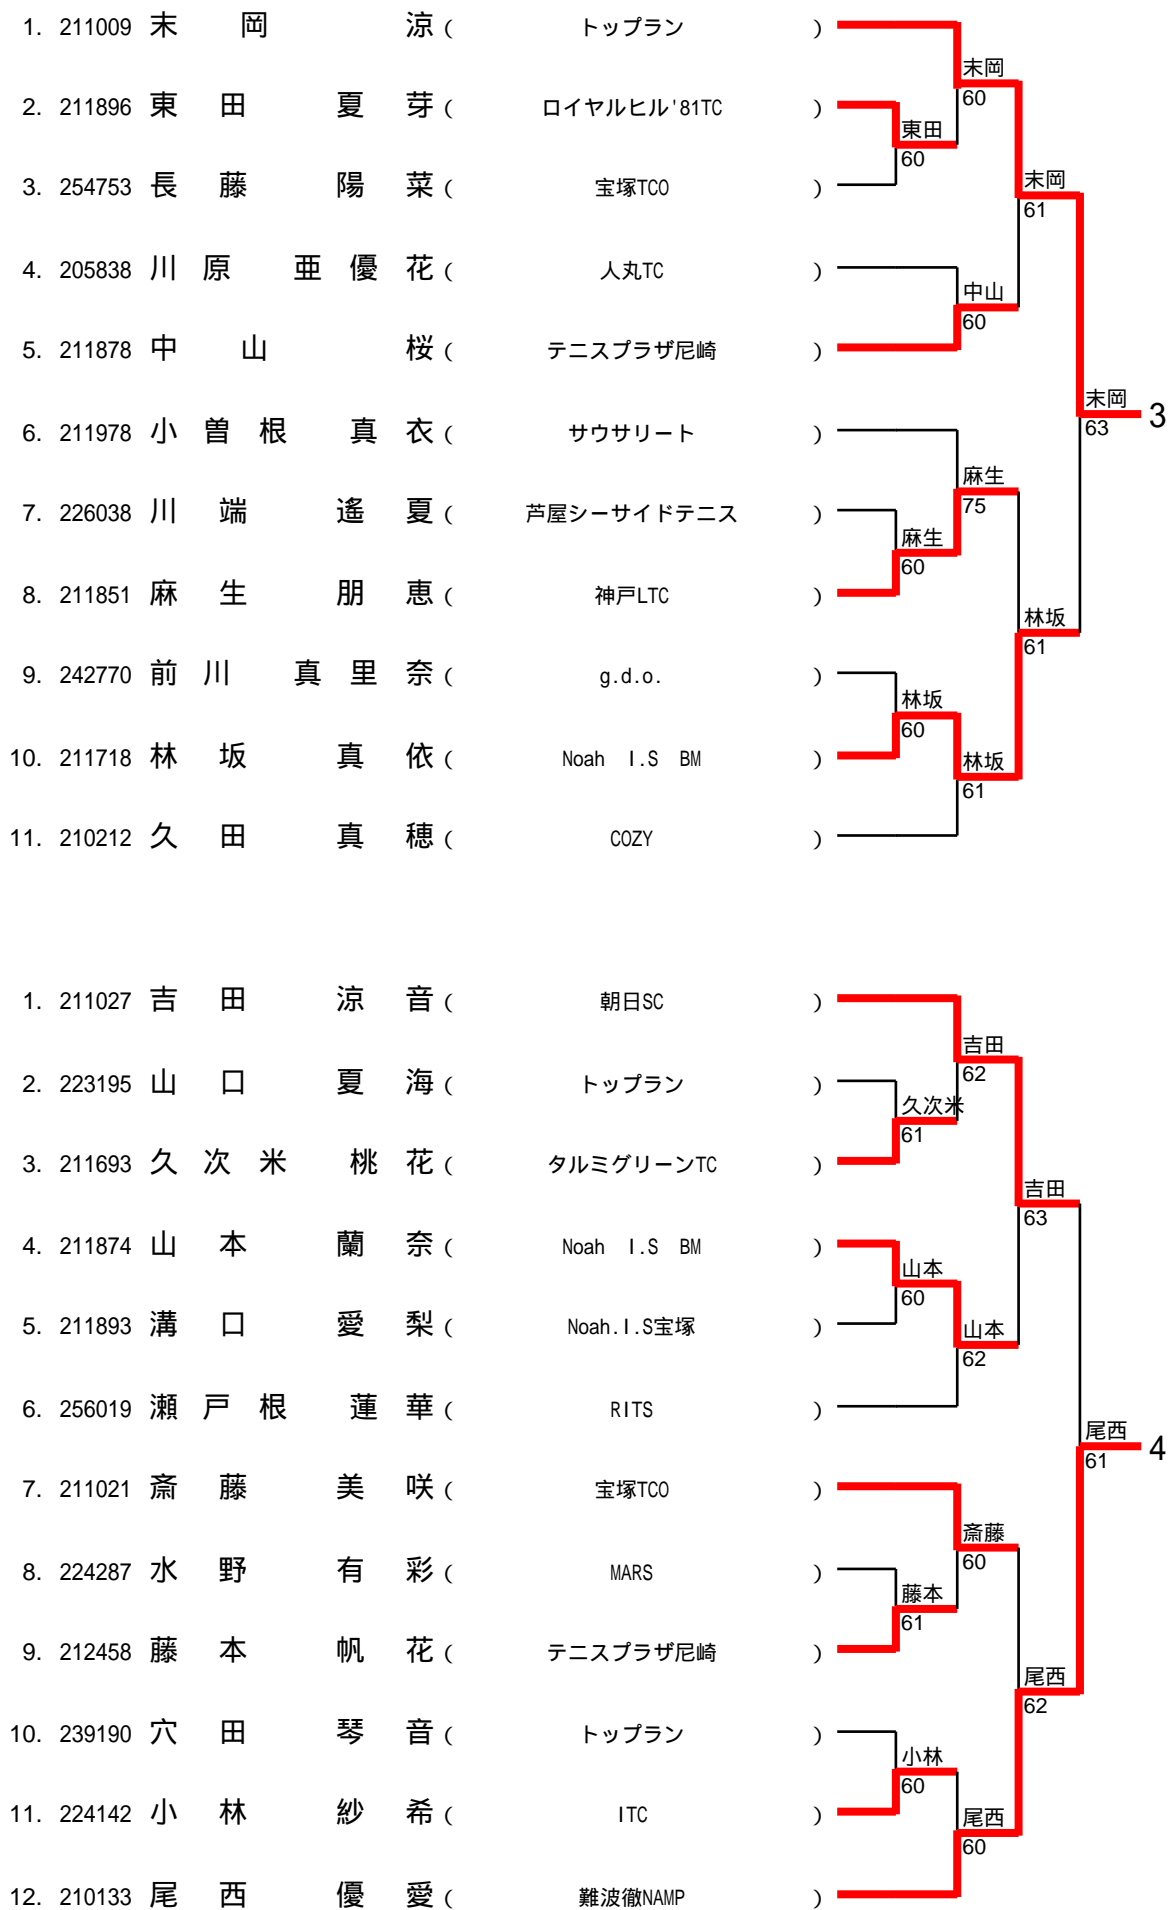 1. 211009 末岡 涼 ( トップラン )
末岡
60
2. 211896 東田 夏芽 ( ロイヤルヒル'81TC )
東田
60
3. 254753 長藤 陽菜 ( 宝塚TCO )
末岡
61
4. 205838 川原 亜優花 ( 人丸TC )
中山
60
5. 211878 中山 桜 ( テニスプラザ尼崎 )
末岡 3
63
6. 211978 小曽根 真衣 ( サウサリート )
麻生
75
7. 226038 川端 遙夏 ( 芦屋シーサイドテニス )
麻生
60
8. 211851 麻生 朋恵 ( 神戸LTC )
林坂
61
9. 242770 前川 真里奈 ( g.d.o. )
林坂
60
10. 211718 林坂 真依 ( Noah I.S BM )
林坂
61
11. 210212 久田 真穂 ( COZY )
1. 211027 吉田 涼音 ( 朝日SC )
吉田
62
2. 223195 山口 夏海 ( トップラン )
久次米
61
3. 211693 久次米 桃花 ( タルミグリーンTC )
吉田
63
4. 211874 山本 蘭奈 ( Noah I.S BM )
山本
60
5. 211893 溝口 愛梨 ( Noah.I.S宝塚 )
山本
62
6. 256019 瀬戸根 蓮華 ( RITS )
尾西 4
61
7. 211021 斎藤 美咲 ( 宝塚TCO )
斎藤
60
8. 224287 水野 有彩 ( MARS )
藤本
61
9. 212458 藤本 帆花 ( テニスプラザ尼崎 )
尾西
62
10. 239190 穴田 琴音 ( トップラン )
小林
60
11. 224142 小林 紗希 ( ITC )
尾西
60
12. 210133 尾西 優愛 ( 難波徹NAMP )